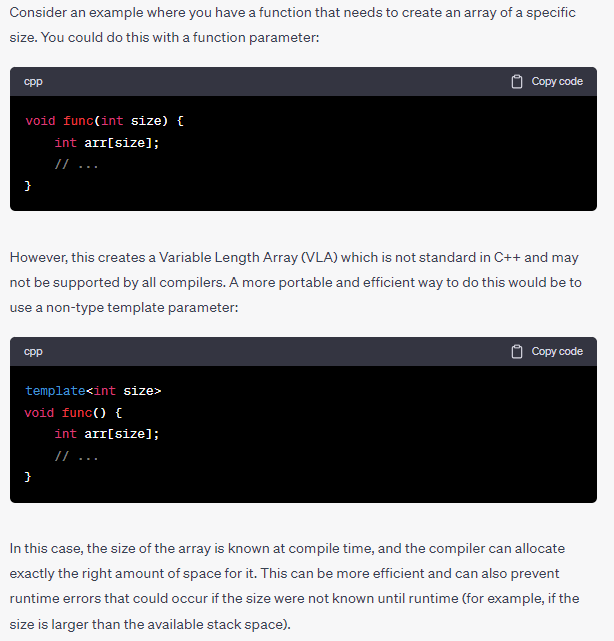 Consider an example where you have a function that needs to create an array of a specific
size. You could do this with a function parameter:
cpp Copy code
void func(int size) {
    int arr[size];
    // ...
}
However, this creates a Variable Length Array (VLA) which is not standard in C++ and may
not be supported by all compilers. A more portable and efficient way to do this would be to
use a non-type template parameter:
cpp Copy code
template<int size>
void func() {
    int arr[size];
    // ...
}
In this case, the size of the array is known at compile time, and the compiler can allocate
exactly the right amount of space for it. This can be more efficient and can also prevent
runtime errors that could occur if the size were not known until runtime (for example, if the
size is larger than the available stack space).